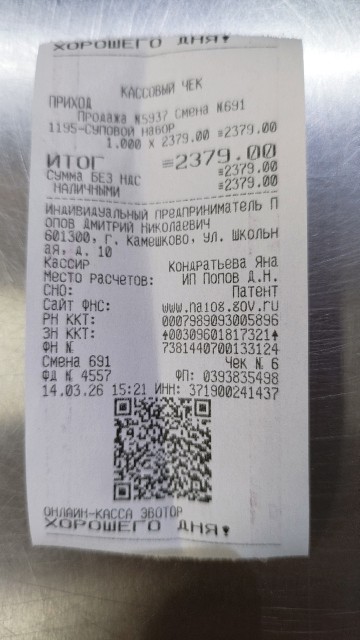 ХОРОШЕГО ДНЯ!
КАССОВЫЙ ЧЕК
ПРИХОД
Продажа №5937 Смена №691
1195-СУПОВОЙ НАБОР
1.000 x 2379.00 ≡2379.00
ИТОГ ≡2379.00
СУММА БЕЗ НДС ≡2379.00
НАЛИЧНЫМИ ≡2379.00
ИНДИВИДУАЛЬНЫЙ ПРЕДПРИНИМАТЕЛЬ П
ОПОВ ДМИТРИЙ НИКОЛАЕВИЧ
601300, г. Камешково, ул. Школьн
ая, д. 10
Кассир Кондратьева Яна
Место расчетов: ИП Попов Д.Н.
СНО: Патент
Сайт ФНС: www.nalog.gov.ru
РН ККТ: 0007989093005896
ЗН ККТ: ↑00309601817321↑
ФН № 7381440700133124
Смена 691 Чек № 6
ФД № 4557 ФП: 0393835498
14.03.26 15:21 ИНН: 371900241437
ОНЛАЙН-КАССА ЭВОТОР
ХОРОШЕГО ДНЯ!